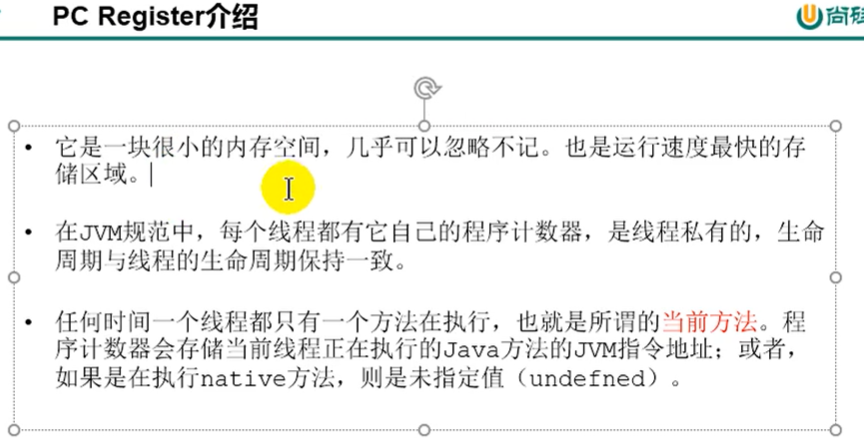 PC Register介绍
尚硅
• 它是一块很小的内存空间，几乎可以忽略不记。也是运行速度最快的存
储区域。
• 在JVM规范中，每个线程都有它自己的程序计数器，是线程私有的，生命
周期与线程的生命周期保持一致。
• 任何时间一个线程都只有一个方法在执行，也就是所谓的当前方法。程
序计数器会存储当前线程正在执行的Java方法的JVM指令地址；或者，
如果是在执行native方法，则是未指定值（undefned）。